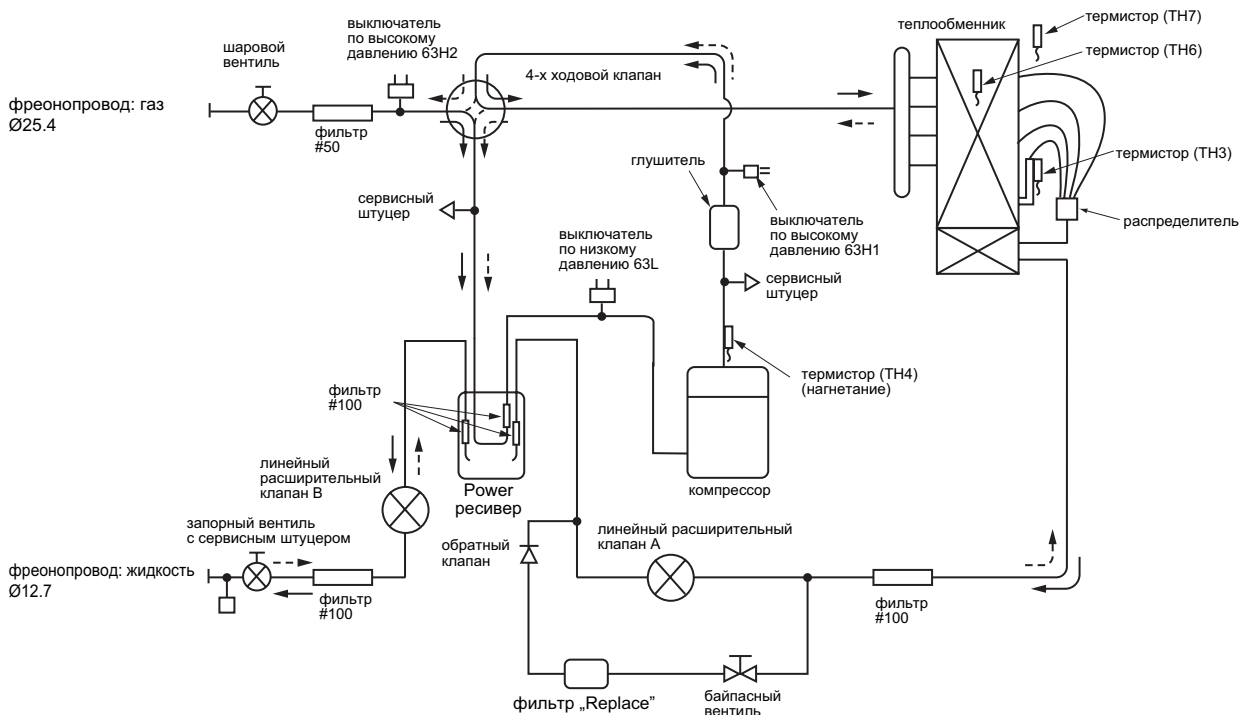 выключатель
по высокому
давлению 63H2
шаровой
вентиль
фреонопровод: газ
Ø25.4
фильтр
#50
4-х ходовой клапан
теплообменник
термистор (TH7)
термистор (TH6)
термистор (TH3)
распределитель
глушитель
выключатель
по высокому
давлению 63H1
сервисный
штуцер
выключатель
по низкому
давлению 63L
сервисный
штуцер
термистор (TH4)
(нагнетание)
фильтр
#100
линейный
расширительный
клапан B
Power
ресивер
компрессор
запорный вентиль
с сервисным штуцером
обратный
клапан
линейный расширительный
клапан A
фреонопровод: жидкость
Ø12.7
фильтр
#100
фильтр
#100
фильтр „Replace”
байпасный
вентиль